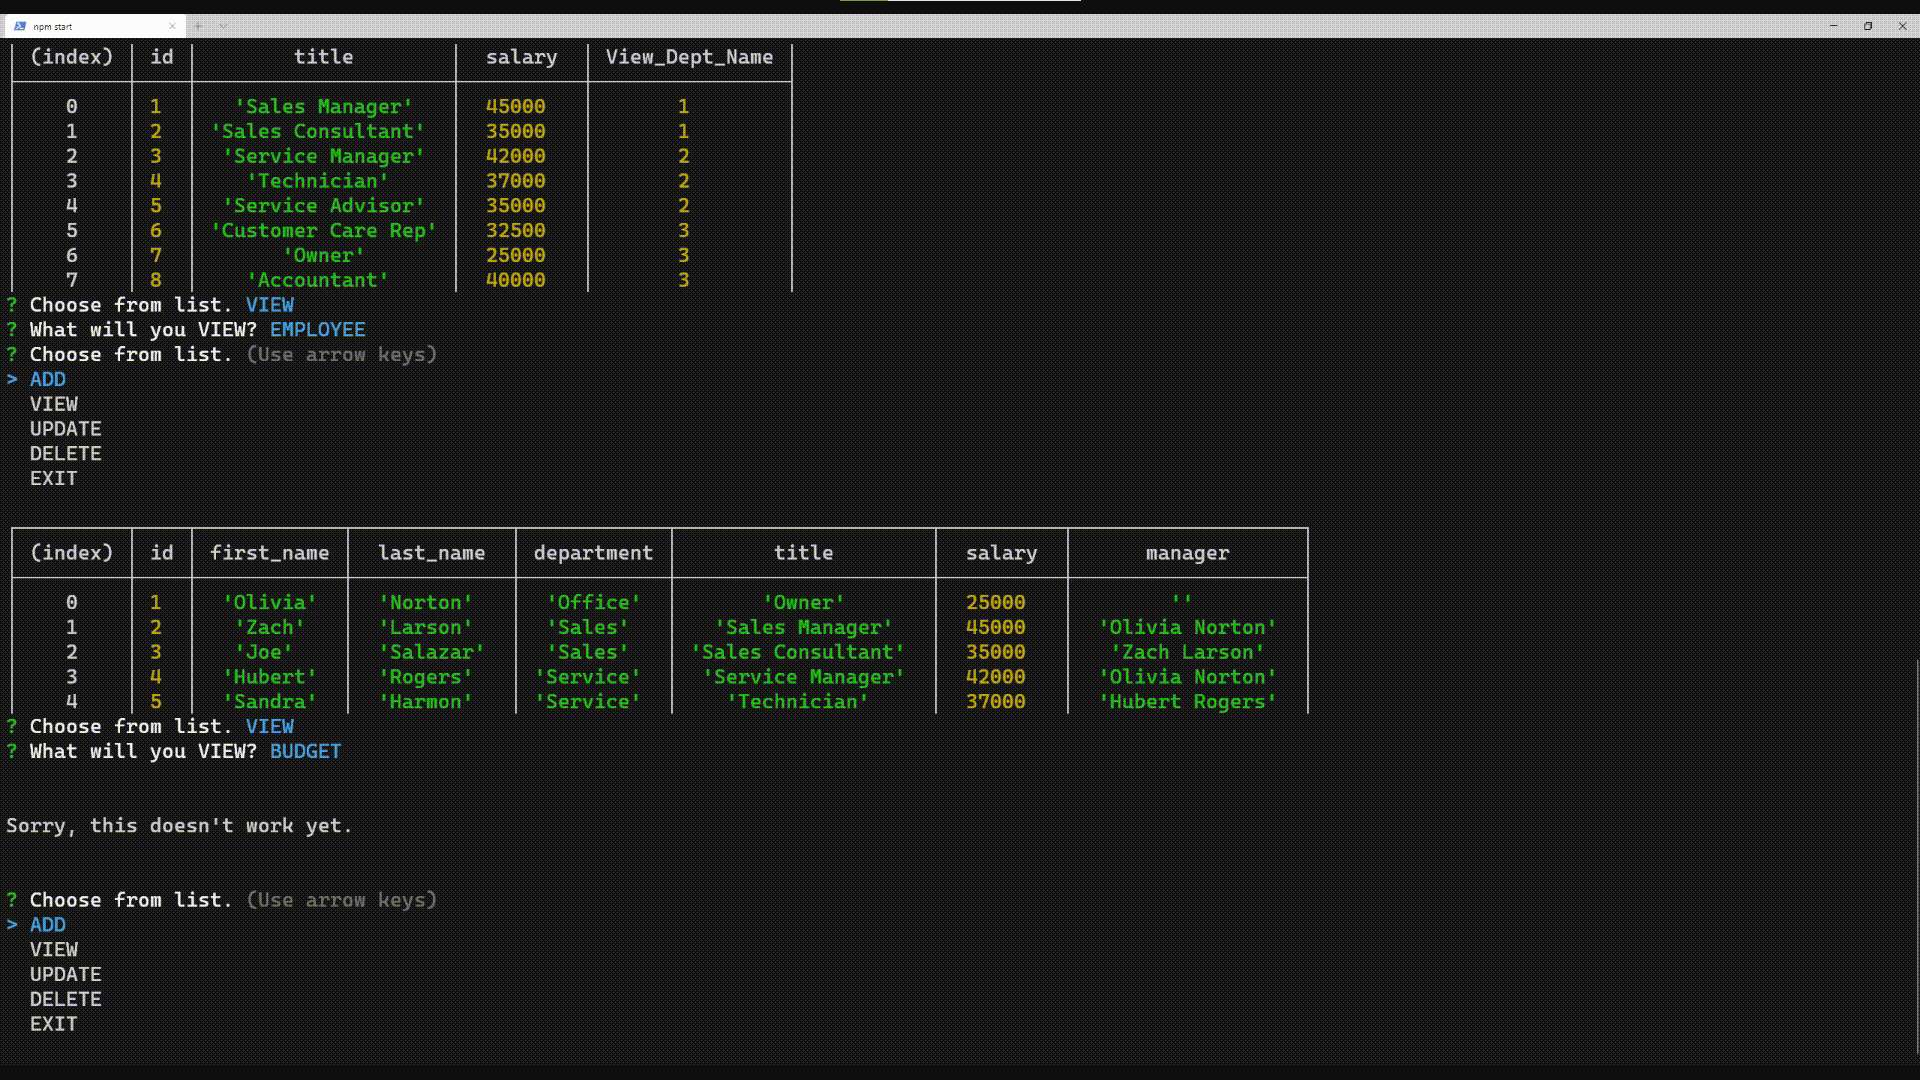 npm start
(index) id title salary View_Dept_Name
0 1 'Sales Manager' 45000 1
1 2 'Sales Consultant' 35000 1
2 3 'Service Manager' 42000 2
3 4 'Technician' 37000 2
4 5 'Service Advisor' 35000 2
5 6 'Customer Care Rep' 32500 3
6 7 'Owner' 25000 3
7 8 'Accountant' 40000 3
? Choose from list. VIEW
? What will you VIEW? EMPLOYEE
? Choose from list. (Use arrow keys)
> ADD
VIEW
UPDATE
DELETE
EXIT
(index) id first_name last_name department title salary manager
0 1 'Olivia' 'Norton' 'Office' 'Owner' 25000 ''
1 2 'Zach' 'Larson' 'Sales' 'Sales Manager' 45000 'Olivia Norton'
2 3 'Joe' 'Salazar' 'Sales' 'Sales Consultant' 35000 'Zach Larson'
3 4 'Hubert' 'Rogers' 'Service' 'Service Manager' 42000 'Olivia Norton'
4 5 'Sandra' 'Harmon' 'Service' 'Technician' 37000 'Hubert Rogers'
? Choose from list. VIEW
? What will you VIEW? BUDGET
Sorry, this doesn't work yet.
? Choose from list. (Use arrow keys)
> ADD
VIEW
UPDATE
DELETE
EXIT